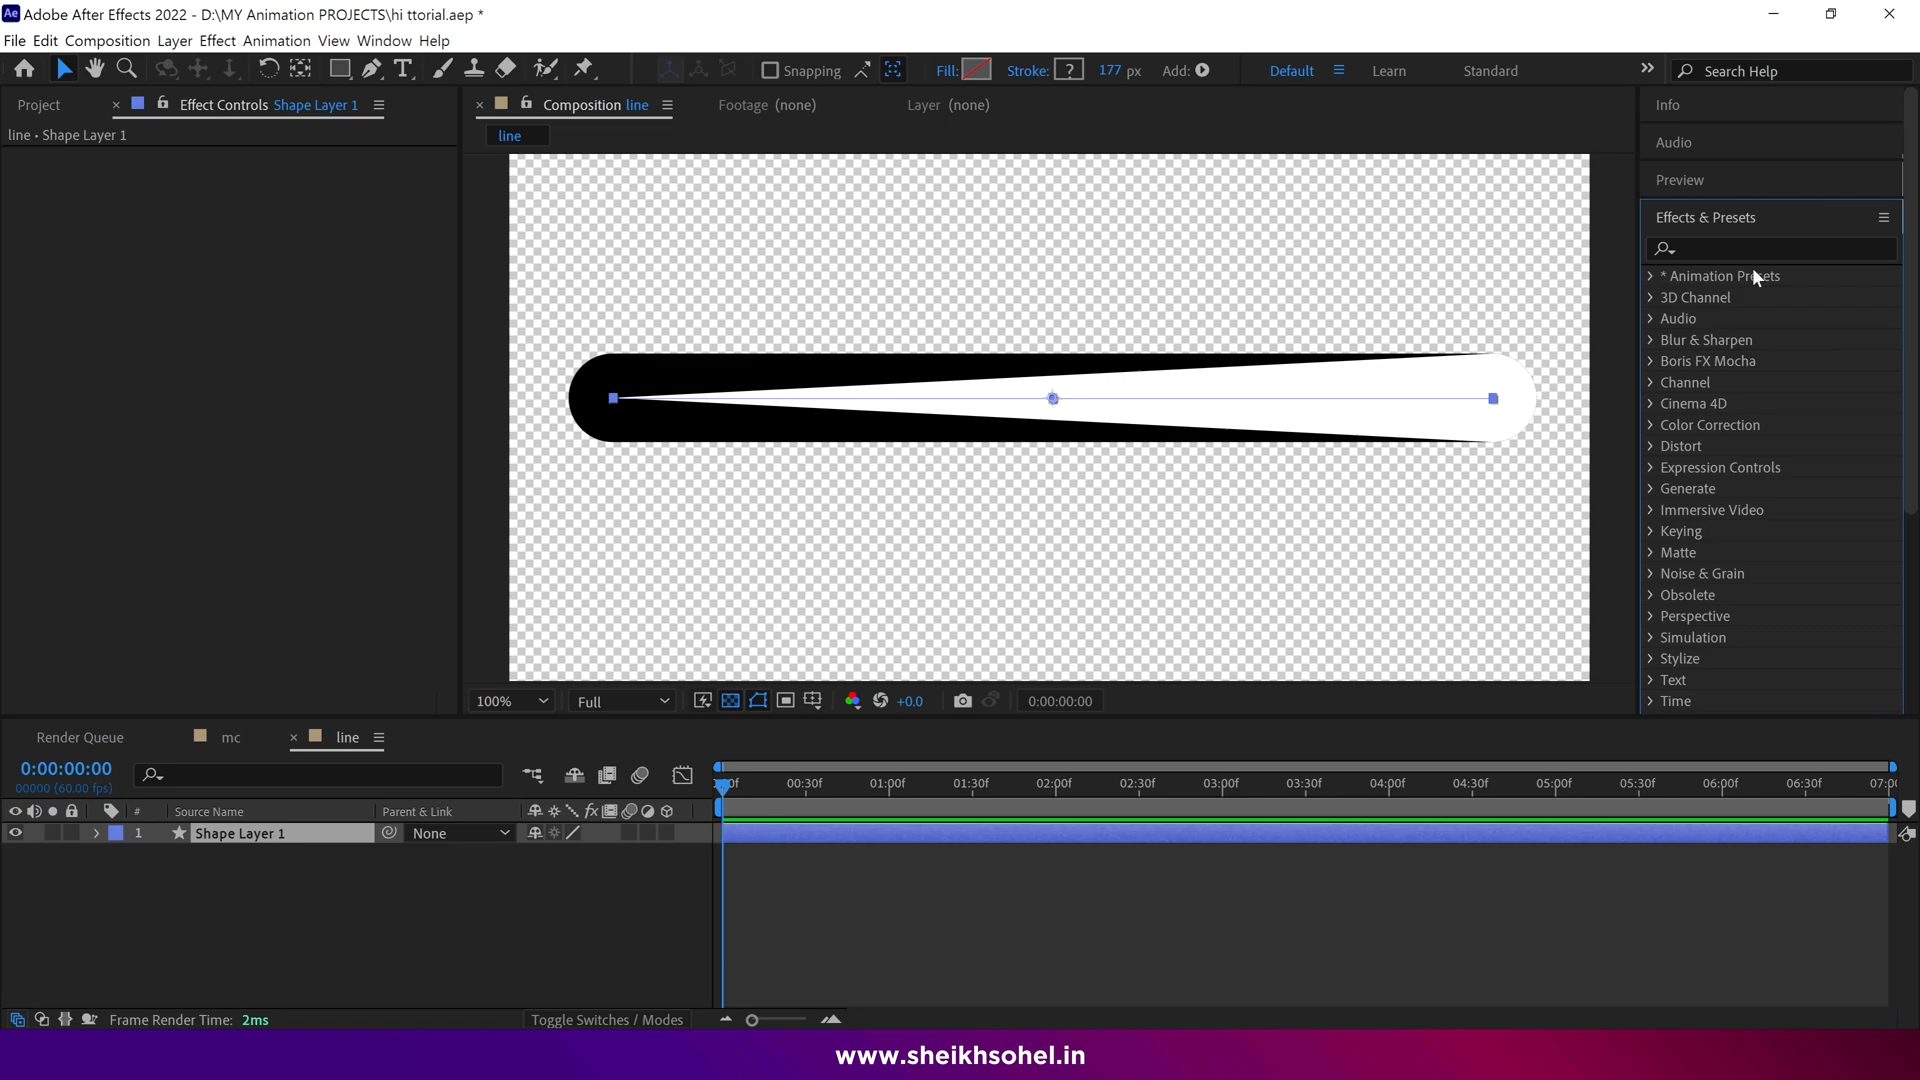 Adobe After Effects 2022 - D:\MY Animation PROJECTS\hi ttorial.aep *
File Edit Composition Layer Effect Animation View Window Help
Snapping Fill: Stroke: ? 177 px Add: Default Learn Standard Search Help
Project Effect Controls Shape Layer 1 Composition line Footage (none) Layer (none)
line • Shape Layer 1
line
Info
Audio
Preview
Effects & Presets
* Animation Presets
3D Channel
Audio
Blur & Sharpen
Boris FX Mocha
Channel
Cinema 4D
Color Correction
Distort
Expression Controls
Generate
Immersive Video
Keying
Matte
Noise & Grain
Obsolete
Perspective
Simulation
Stylize
Text
Time
100% Full +0.0 0:00:00:00
Render Queue mc line
0:00:00:00
00000 (60.00 fps)
00f 00:30f 01:00f 01:30f 02:00f 02:30f 03:00f 03:30f 04:00f 04:30f 05:00f 05:30f 06:00f 06:30f 07:00
# Source Name Parent & Link fx
1 Shape Layer 1 None
Frame Render Time: 2ms Toggle Switches / Modes
www.sheikhsohel.in